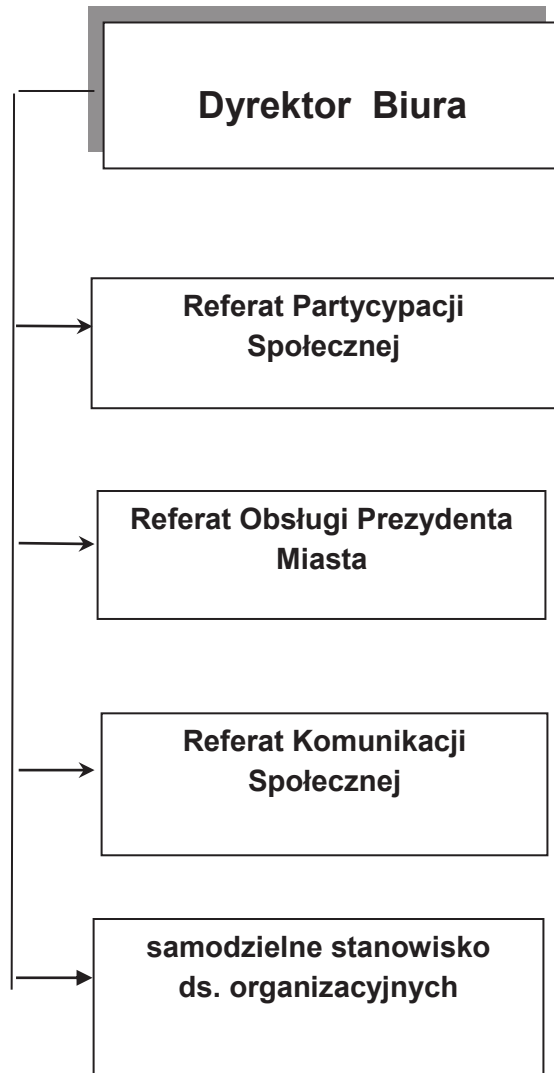 Dyrektor Biura
Referat Partycypacji
Społecznej
Referat Obsługi Prezydenta
Miasta
Referat Komunikacji
Społecznej
samodzielne stanowisko
ds. organizacyjnych